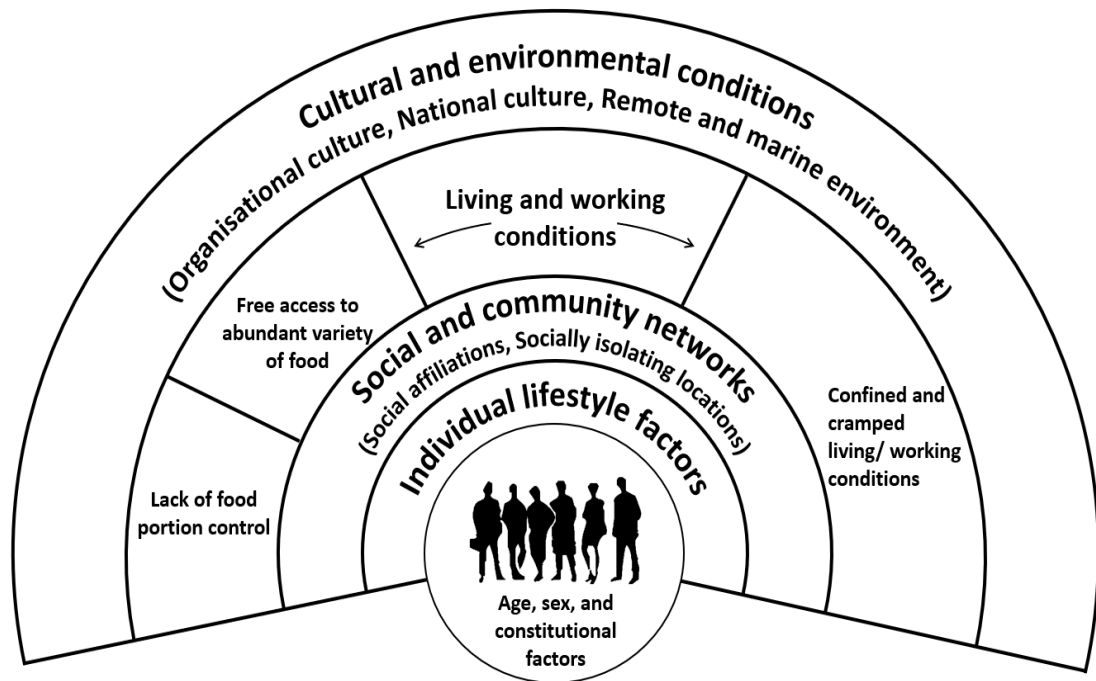 Cultural and environmental conditions
(Organisational culture, National culture, Remote and marine environment)
Living and working
conditions
Free access to
abundant variety
of food
Lack of food
portion control
Confined and
cramped
living/ working
conditions
Social and community networks
(Social affiliations, Socially isolating locations)
Individual lifestyle factors
Age, sex, and
constitutional
factors